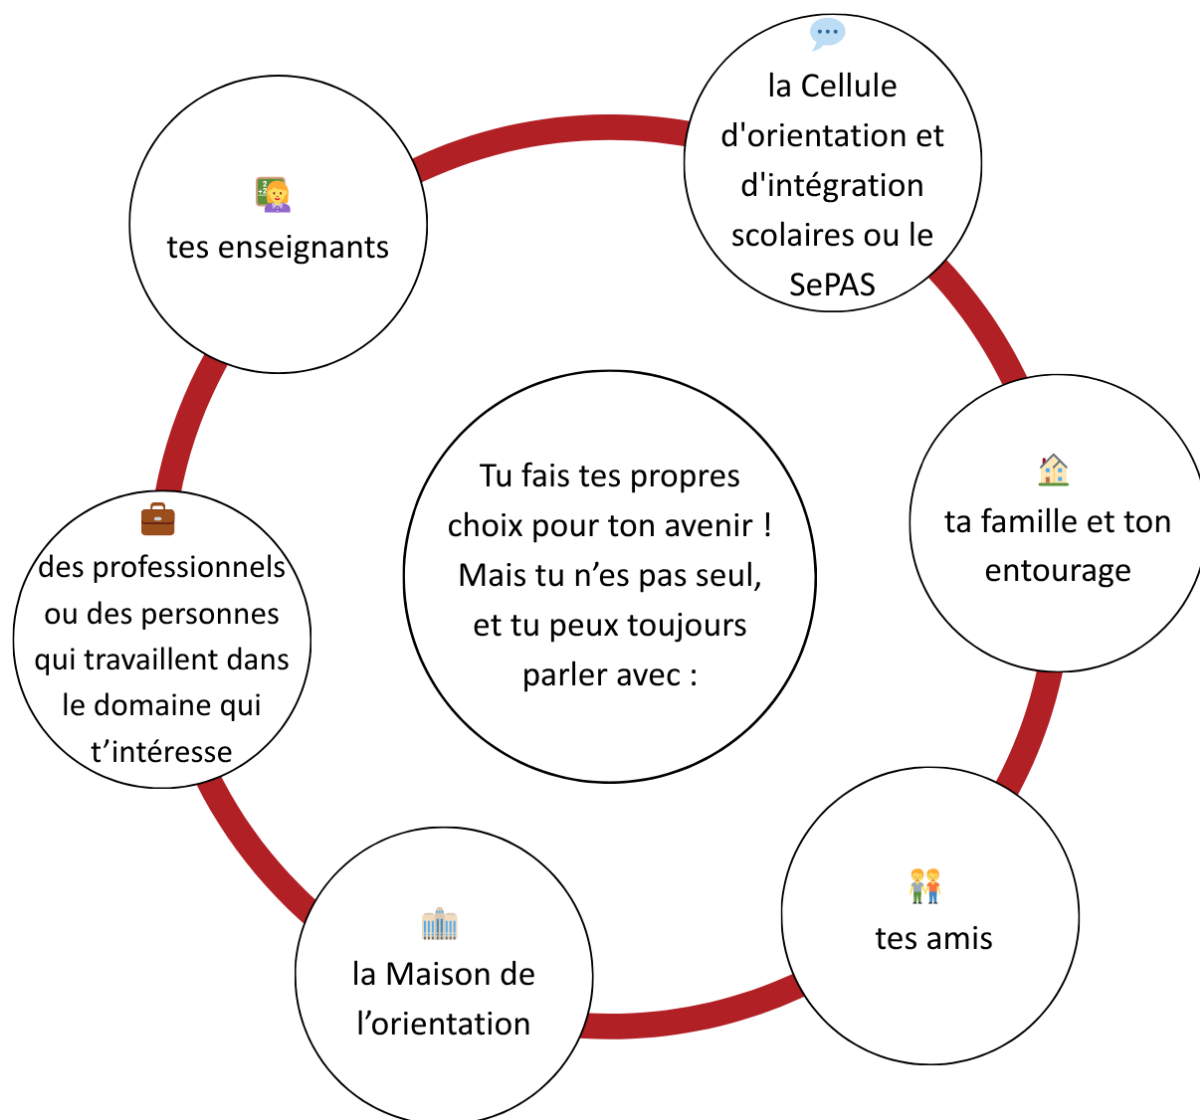 Tu fais tes propres
choix pour ton avenir !
Mais tu n’es pas seul,
et tu peux toujours
parler avec :
la Cellule
d'orientation et
d'intégration
scolaires ou le
SePAS
ta famille et ton
entourage
tes amis
la Maison de
l’orientation
des professionnels
ou des personnes
qui travaillent dans
le domaine qui
t’intéresse
tes enseignants